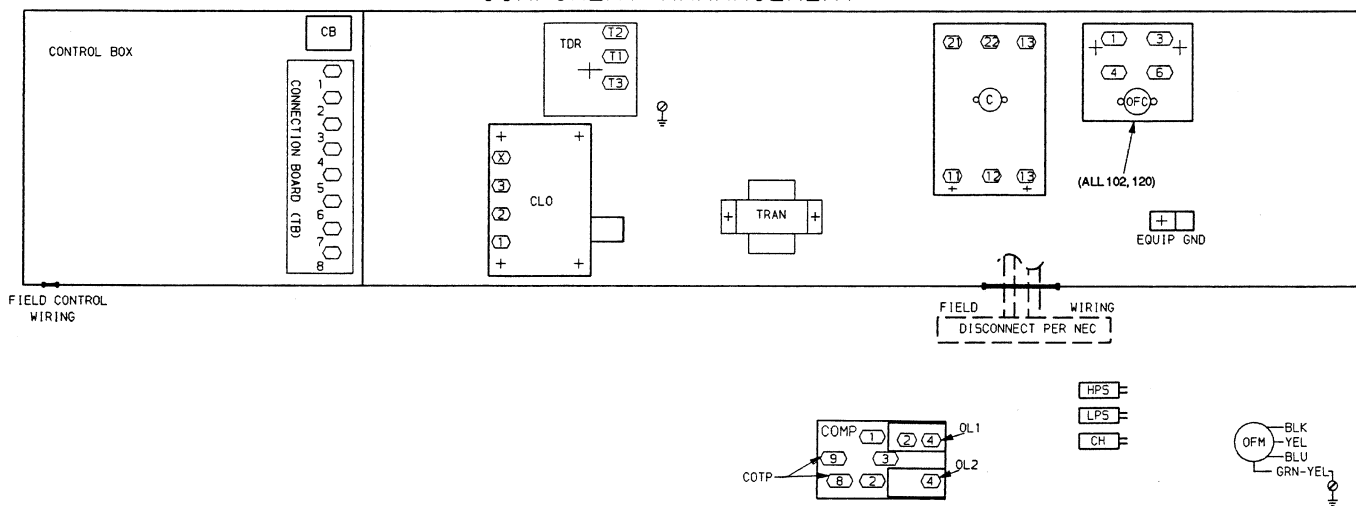 CONTROL BOX
CB
CONNECTION BOARD (TB)
1
2
3
4
5
6
7
8
TDR
T2
T1
T3
X
3
2
1
CLO
TRAN
21 22 13
C
11 12 13
1 3
4 6
OFC
(ALL 102, 120)
EQUIP GND
FIELD CONTROL
WIRING
FIELD WIRING
DISCONNECT PER NEC
HPS
LPS
CH
COMP 1 2 4 OL1
9 3
COTP 8 2 4 OL2
OFM
BLK
YEL
BLU
GRN-YEL